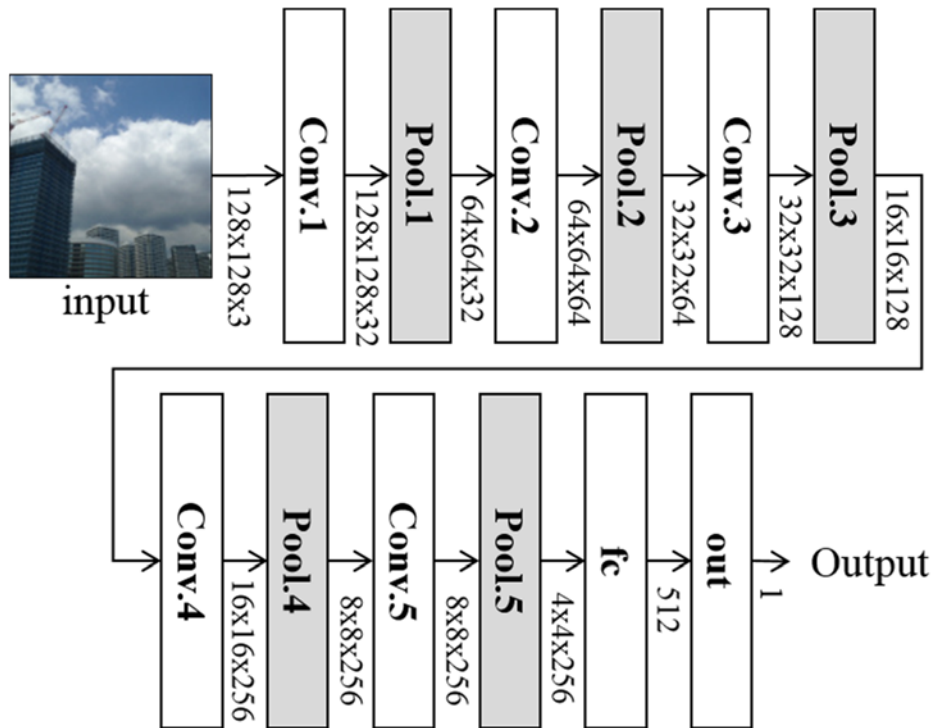 input
128x128x3
Conv.1
128x128x32
Pool.1
64x64x32
Conv.2
64x64x64
Pool.2
32x32x64
Conv.3
32x32x128
Pool.3
16x16x128
Conv.4
16x16x256
Pool.4
8x8x256
Conv.5
8x8x256
Pool.5
4x4x256
fc
512
out
1
Output